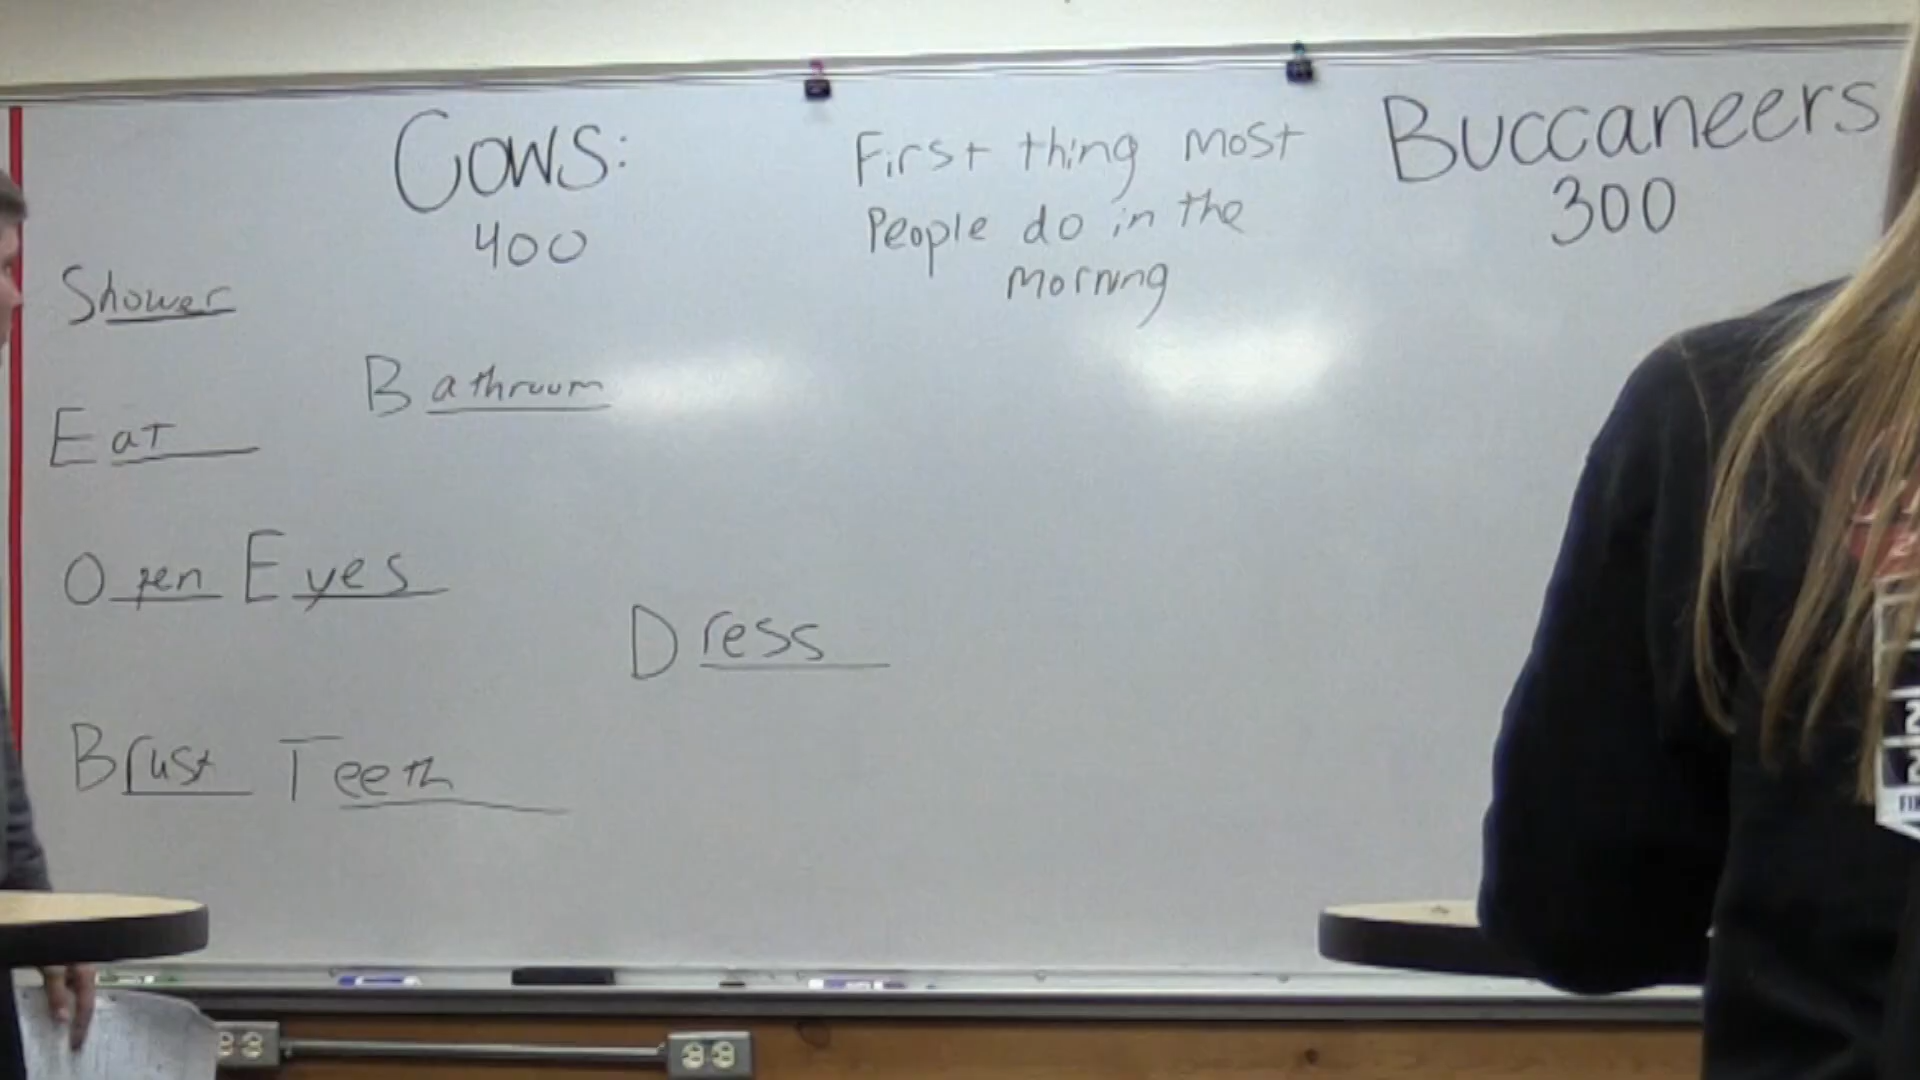 Cows:
400
First thing most
People do in the
morning
Buccaneers
300
Shower
Bathroom
Eat
Open Eyes
Dress
Brust Teeth